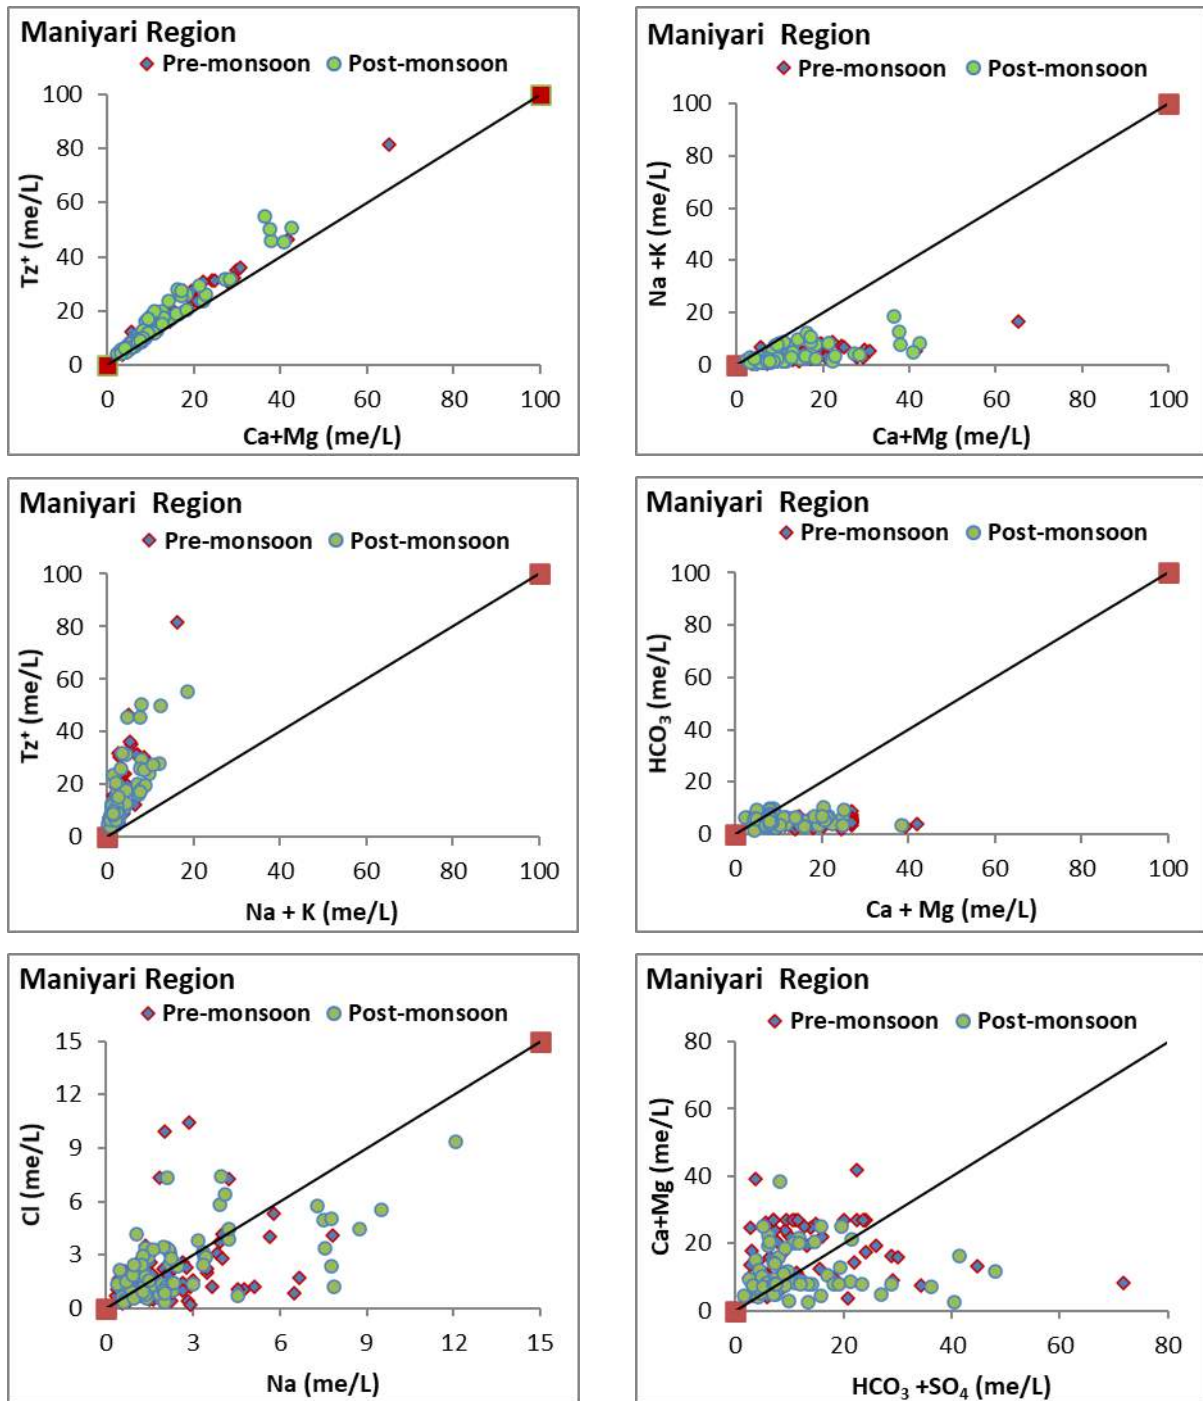 Maniyari Region
Pre-monsoon Post-monsoon
100
80
60
40
20
0
Tz⁺ (me/L)
0 20 40 60 80 100
Ca+Mg (me/L)
Maniyari Region
Pre-monsoon Post-monsoon
100
80
60
40
20
0
Na +K (me/L)
0 20 40 60 80 100
Ca+Mg (me/L)
Maniyari Region
Pre-monsoon Post-monsoon
100
80
60
40
20
0
Tz⁺ (me/L)
0 20 40 60 80 100
Na + K (me/L)
Maniyari Region
Pre-monsoon Post-monsoon
100
80
60
40
20
0
HCO₃ (me/L)
0 20 40 60 80 100
Ca + Mg (me/L)
Maniyari Region
Pre-monsoon Post-monsoon
15
12
9
6
3
0
Cl (me/L)
0 3 6 9 12 15
Na (me/L)
Maniyari Region
Pre-monsoon Post-monsoon
80
60
40
20
0
Ca+Mg (me/L)
0 20 40 60 80
HCO₃ +SO₄ (me/L)